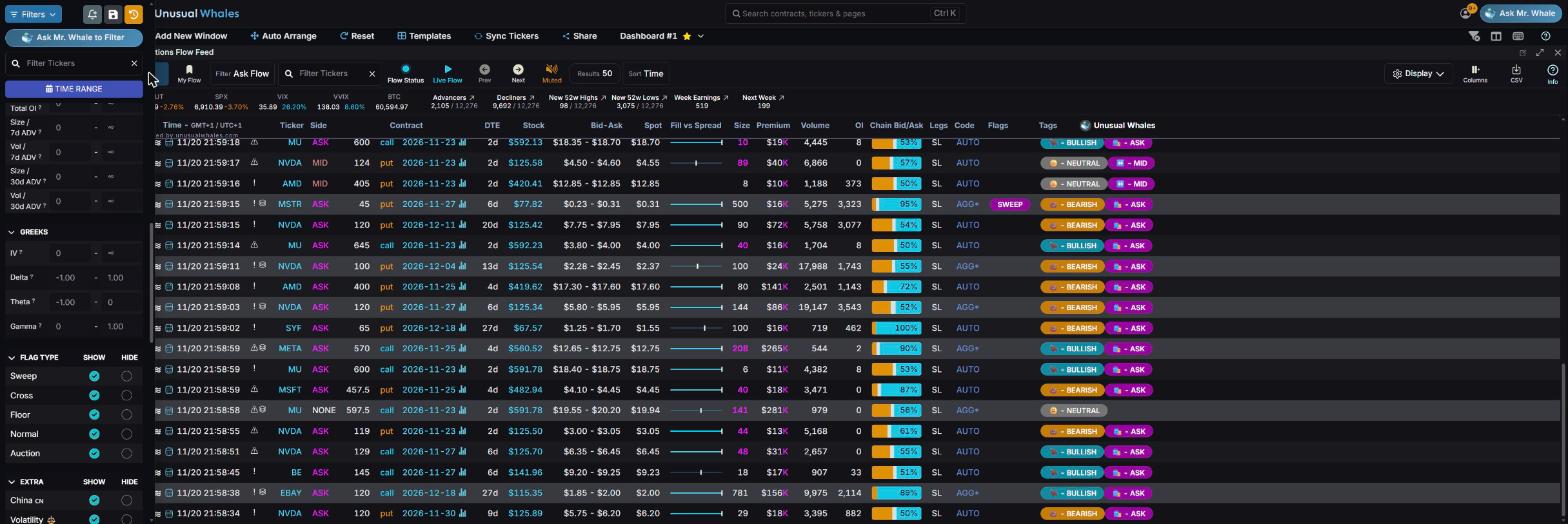 Filters
Unusual Whales
Search contracts, tickers & pages
Ctrl K
9+
Ask Mr. Whale
Ask Mr. Whale to Filter
Add New Window
Auto Arrange
Reset
Templates
Sync Tickers
Share
Dashboard #1
tions Flow Feed
Filter Tickers
TIME RANGE
My Flow
Filter Ask Flow
Filter Tickers
Flow Status
Live Flow
Prev
Next
Muted
Results 50
Sort Time
Display
Columns
CSV
Info
UT 9 -2.76%
SPX 6,910.39 -3.70%
VIX 35.89 26.20%
VVIX 138.03 6.80%
BTC 60,594.97
Advancers ↗ 2,105 / 12,276
Decliners ↗ 9,692 / 12,276
New 52w Highs ↗ 98 / 12,276
New 52w Lows ↗ 3,075 / 12,276
Week Earnings ↗ 519
Next Week ↗ 199
Total OI ? 0 - ∞
Size / 7d ADV ? 0 - ∞
Vol / 7d ADV ? 0 - ∞
Size / 30d ADV ? 0 - ∞
Vol / 30d ADV ? 0 - ∞
GREEKS
IV ? 0 - ∞
Delta ? -1.00 - 1.00
Theta ? -1.00 - 0
Gamma ? 0 - 1.00
FLAG TYPE SHOW HIDE
Sweep
Cross
Floor
Normal
Auction
EXTRA SHOW HIDE
China CN
Volatility
Time - GMT+1 / UTC+1 Ticker Side Contract DTE Stock Bid-Ask Spot Fill vs Spread Size Premium Volume OI Chain Bid/Ask Legs Code Flags Tags Unusual Whales
ed by unusualwhales.com
11/20 21:59:18 MU ASK 600 call 2026-11-23 2d $592.13 $18.35 - $18.70 $18.70 10 $19K 4,445 8 53% SL AUTO - BULLISH - ASK
11/20 21:59:17 NVDA MID 124 put 2026-11-23 2d $125.58 $4.50 - $4.60 $4.55 89 $40K 6,866 0 57% SL AUTO - NEUTRAL - MID
11/20 21:59:16 ! AMD MID 405 put 2026-11-23 2d $420.41 $12.85 - $12.85 $12.85 8 $10K 1,188 373 50% SL AUTO - NEUTRAL - MID
11/20 21:59:15 ! MSTR ASK 45 put 2026-11-27 6d $77.82 $0.23 - $0.31 $0.31 500 $16K 5,275 3,323 95% SL AGG* SWEEP - BEARISH - ASK
11/20 21:59:15 ! NVDA ASK 120 put 2026-12-11 20d $125.42 $7.75 - $7.95 $7.95 90 $72K 5,758 3,077 54% SL AUTO - BEARISH - ASK
11/20 21:59:14 MU ASK 645 call 2026-11-23 2d $592.23 $3.80 - $4.00 $4.00 40 $16K 1,704 8 50% SL AUTO - BULLISH - ASK
11/20 21:59:11 ! NVDA ASK 100 put 2026-12-04 13d $125.54 $2.28 - $2.45 $2.37 100 $24K 17,988 1,743 55% SL AGG* - BEARISH - ASK
11/20 21:59:08 ! AMD ASK 400 put 2026-11-25 4d $419.62 $17.30 - $17.60 $17.60 80 $141K 2,501 1,143 72% SL AUTO - BEARISH - ASK
11/20 21:59:03 ! NVDA ASK 120 put 2026-11-27 6d $125.34 $5.80 - $5.95 $5.95 144 $86K 19,147 3,543 52% SL AGG* - BEARISH - ASK
11/20 21:59:02 ! SYF ASK 65 put 2026-12-18 27d $67.57 $1.25 - $1.70 $1.55 100 $16K 719 462 100% SL AUTO - BEARISH - ASK
11/20 21:58:59 META ASK 570 call 2026-11-25 4d $560.52 $12.65 - $12.75 $12.75 208 $265K 544 2 90% SL AGG* - BULLISH - ASK
11/20 21:58:59 ! MU ASK 600 call 2026-11-23 2d $591.78 $18.40 - $18.75 $18.75 6 $11K 4,382 8 53% SL AUTO - BULLISH - ASK
11/20 21:58:59 MSFT ASK 457.5 put 2026-11-25 4d $482.94 $4.10 - $4.45 $4.45 40 $18K 3,471 0 87% SL AUTO - BEARISH - ASK
11/20 21:58:58 MU NONE 597.5 call 2026-11-23 2d $591.78 $19.55 - $20.20 $19.94 141 $281K 979 0 56% SL AGG* - NEUTRAL
11/20 21:58:55 NVDA ASK 119 put 2026-11-23 2d $125.50 $3.00 - $3.05 $3.05 44 $13K 5,168 0 61% SL AUTO - BEARISH - ASK
11/20 21:58:51 NVDA ASK 129 call 2026-11-27 6d $125.70 $6.35 - $6.45 $6.45 48 $31K 2,657 0 55% SL AUTO - BULLISH - ASK
11/20 21:58:45 ! BE ASK 145 call 2026-11-27 6d $141.96 $9.20 - $9.25 $9.23 18 $17K 907 33 51% SL AUTO - BULLISH - ASK
11/20 21:58:38 ! EBAY ASK 120 call 2026-12-18 27d $115.35 $1.85 - $2.00 $2.00 781 $156K 9,975 2,114 89% SL AGG* - BULLISH - ASK
11/20 21:58:34 ! NVDA ASK 120 put 2026-11-30 9d $125.89 $5.75 - $6.20 $6.20 29 $18K 3,395 882 50% SL AUTO - BEARISH - ASK